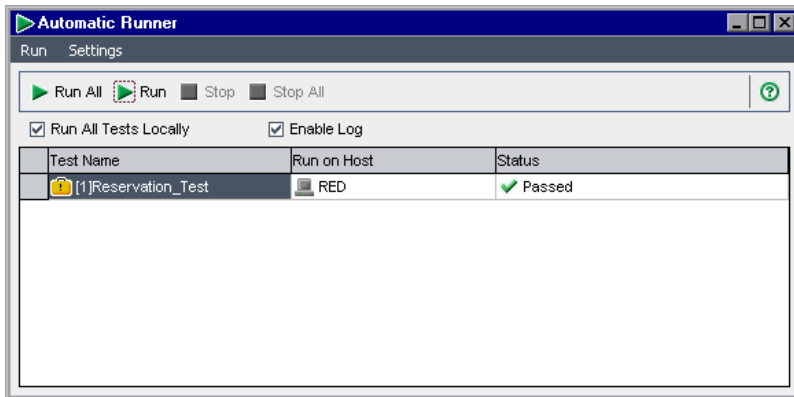 Automatic Runner
Run Settings
Run All Run Stop Stop All
Run All Tests Locally Enable Log
Test Name Run on Host Status
[1]Reservation_Test RED Passed